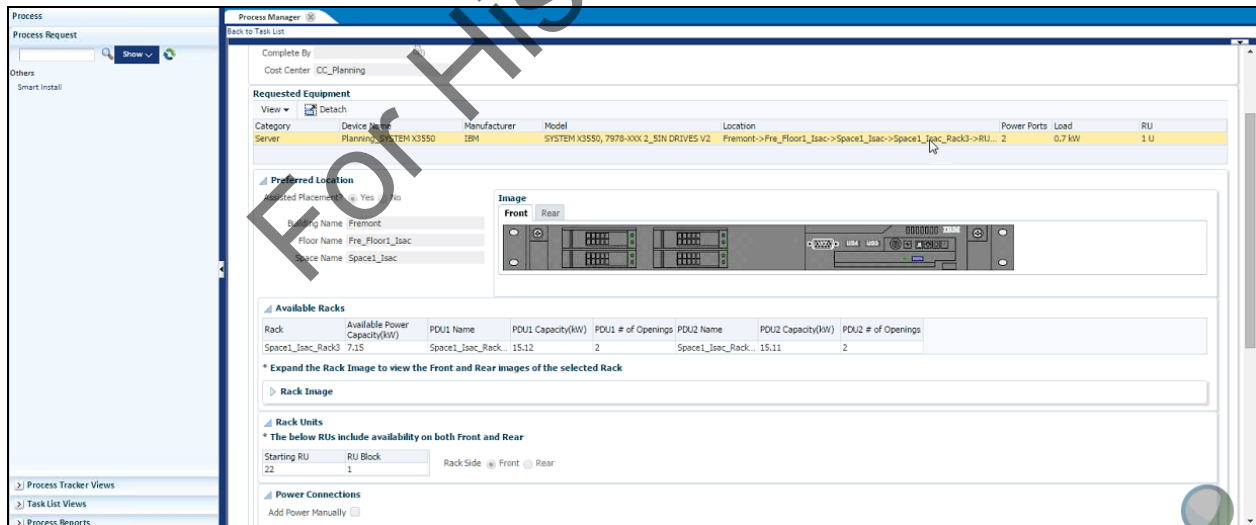 Process
Process Request
Show
Others
Smart Install
Process Tracker Views
Task List Views
Process Reports
Process Manager
Back to Task List
Complete By
Cost Center CC_Planning
Requested Equipment
View Detach
Category Device Name Manufacturer Model Location Power Ports Load RU
Server Planning_SYSTEM X3550 IBM SYSTEM X3550, 7978-XXX 2_5IN DRIVES V2 Fremont->Fre_Floor1_Isac->Space1_Isac->Space1_Isac_Rack3->RU... 2 0.7 kW 1 U
Preferred Location
Assisted Placement? Yes No
Building Name Fremont
Floor Name Fre_Floor1_Isac
Space Name Space1_Isac
Image
Front Rear
IBM
Available Racks
Rack Available Power Capacity(kW) PDU1 Name PDU1 Capacity(kW) PDU1 # of Openings PDU2 Name PDU2 Capacity(kW) PDU2 # of Openings
Space1_Isac_Rack3 7.15 Space1_Isac_Rack... 15.12 2 Space1_Isac_Rack... 15.11 2
* Expand the Rack Image to view the Front and Rear images of the selected Rack
Rack Image
Rack Units
* The below RUs include availability on both Front and Rear
Starting RU RU Block
22 1
Rack Side Front Rear
Power Connections
Add Power Manually
For His